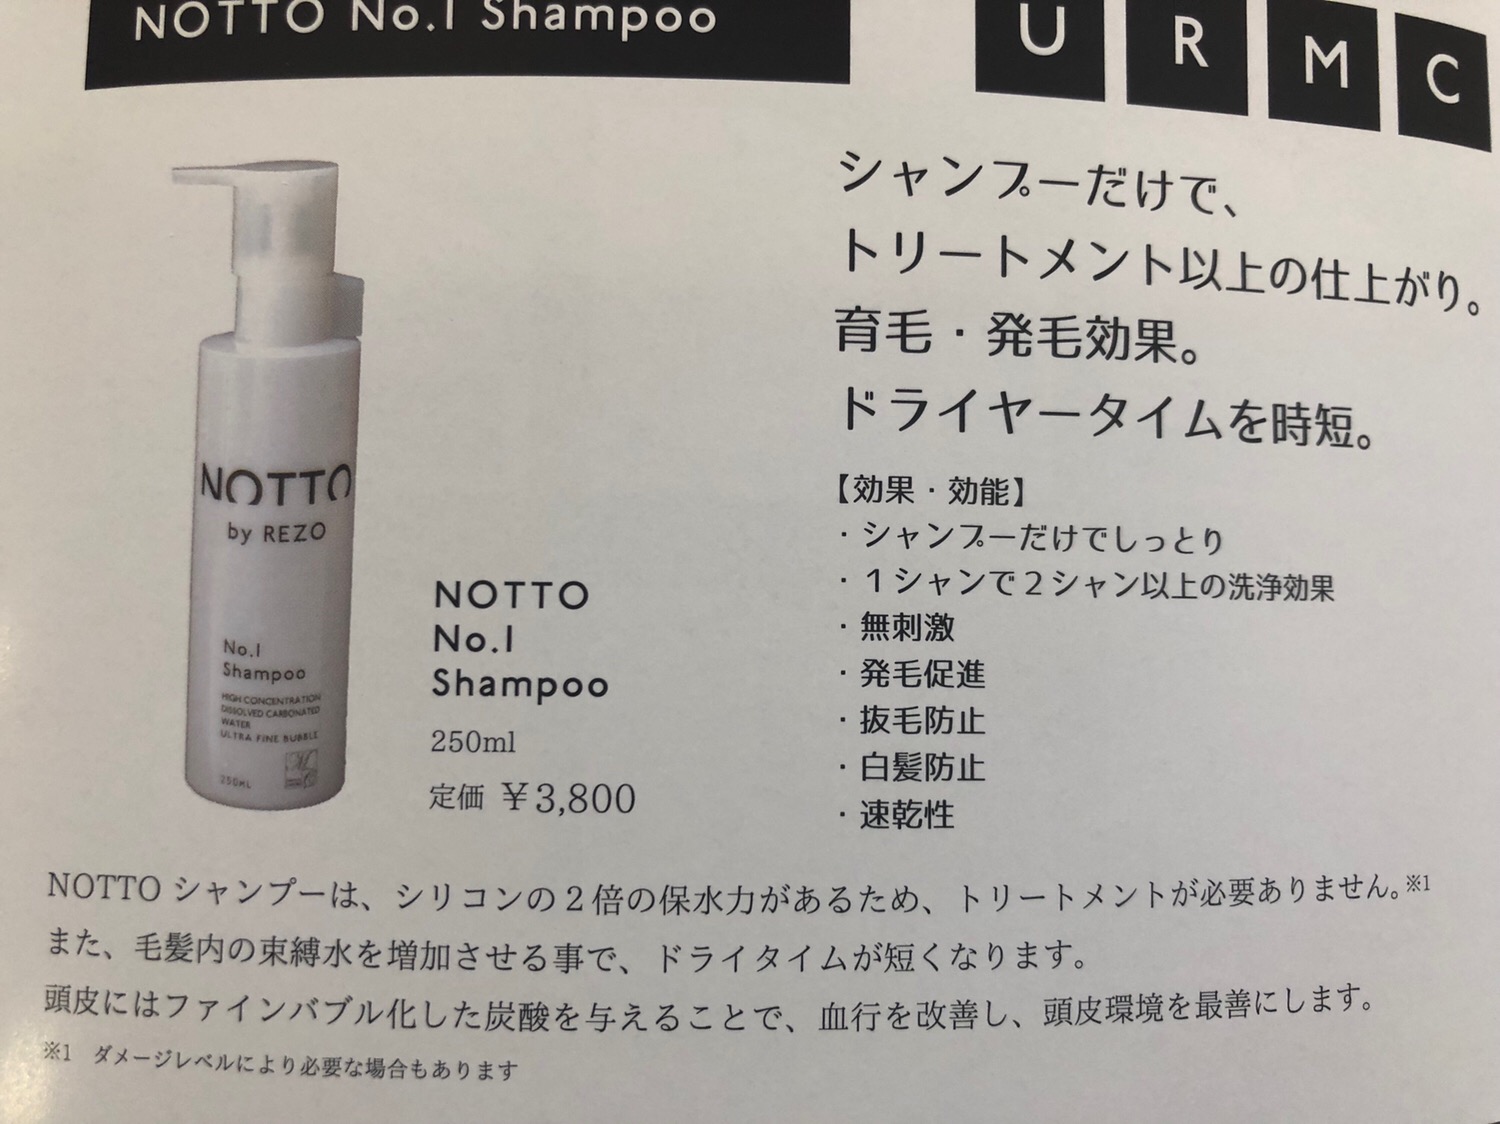 NOTTO No.1 Shampoo
U R M C
シャンプーだけで、
トリートメント以上の仕上がり。
育毛・発毛効果。
ドライヤータイムを時短。
【効果・効能】
・シャンプーだけでしっとり
・1シャンで2シャン以上の洗浄効果
・無刺激
・発毛促進
・抜毛防止
・白髪防止
・速乾性
NOTTO
by REZO
No.1
Shampoo
HIGH CONCENTRATION
DISSOLVED CARBONATED
WATER
ULTRA FINE BUBBLE
250ML
NOTTO
No.1
Shampoo
250ml
定価 ¥3,800
NOTTO シャンプーは、シリコンの2倍の保水力があるため、トリートメントが必要ありません。※1
また、毛髪内の束縛水を増加させる事で、ドライタイムが短くなります。
頭皮にはファインバブル化した炭酸を与えることで、血行を改善し、頭皮環境を最善にします。
※1 ダメージレベルにより必要な場合もあります